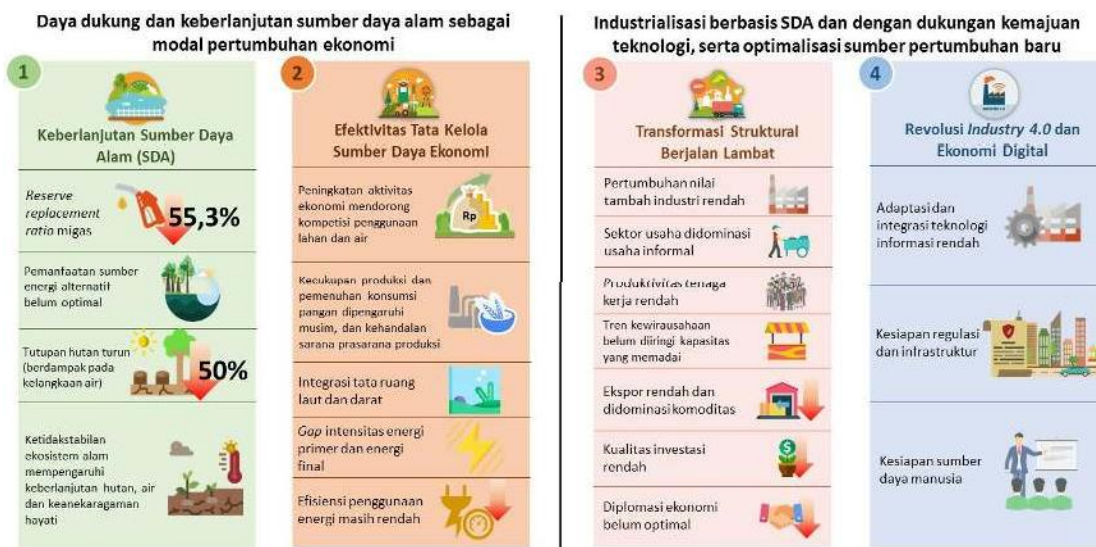 Daya dukung dan keberlanjutan sumber daya alam sebagai
modal pertumbuhan ekonomi
1
Keberlanjutan Sumber Daya
Alam (SDA)
Reserve
replacement
ratio migas
55,3%
Pemanfaatan sumber
energi alternatif
belum optimal
Tutupan hutan turun
(berdampak pada
kelangkaan air)
50%
Ketidakstabilan
ekosistem alam
mempengaruhi
keberlanjutan hutan, air
dan keanekaragaman
hayati
2
Efektivitas Tata Kelola
Sumber Daya Ekonomi
Peningkatan aktivitas
ekonomi mendorong
kompetisi penggunaan
lahan dan air
Rp
Kecukupan produksi dan
pemenuhan konsumsi
pangan dipengaruhi
musim, dan kehandalan
sarana prasarana produksi
Integrasi tata ruang
laut dan darat
Gap intensitas energi
primer dan energi
final
Efisiensi penggunaan
energi masih rendah
Industrialisasi berbasis SDA dan dengan dukungan kemajuan
teknologi, serta optimalisasi sumber pertumbuhan baru
3
Transformasi Struktural
Berjalan Lambat
Pertumbuhan nilai
tambah industri rendah
Sektor usaha didominasi
usaha informal
Produktivitas tenaga
kerja rendah
Tren kewirausahaan
belum diiringi kapasitas
yang memadai
Ekspor rendah dan
didominasi komoditas
Kualitas investasi
rendah
$
Diplomasi ekonomi
belum optimal
4
Revolusi Industry 4.0 dan
Ekonomi Digital
Adaptasi dan
integrasi teknologi
informasi rendah
Kesiapan regulasi
dan infrastruktur
Kesiapan sumber
daya manusia